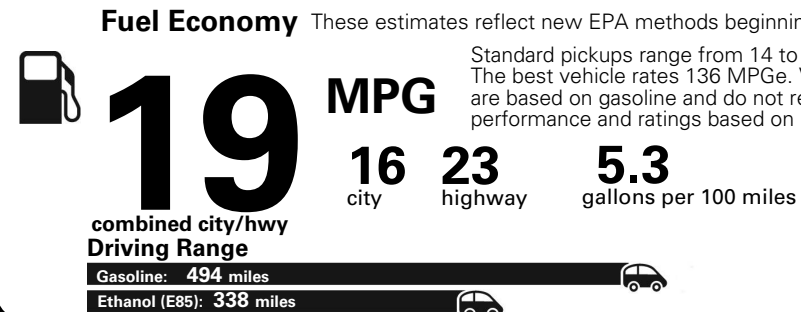 Fuel Economy These estimates reflect new EPA methods beginnin
Standard pickups range from 14 to
The best vehicle rates 136 MPGe. V
are based on gasoline and do not re
performance and ratings based on
19 MPG
16 city
23 highway
5.3 gallons per 100 miles
combined city/hwy
Driving Range
Gasoline: 494 miles
Ethanol (E85): 338 miles